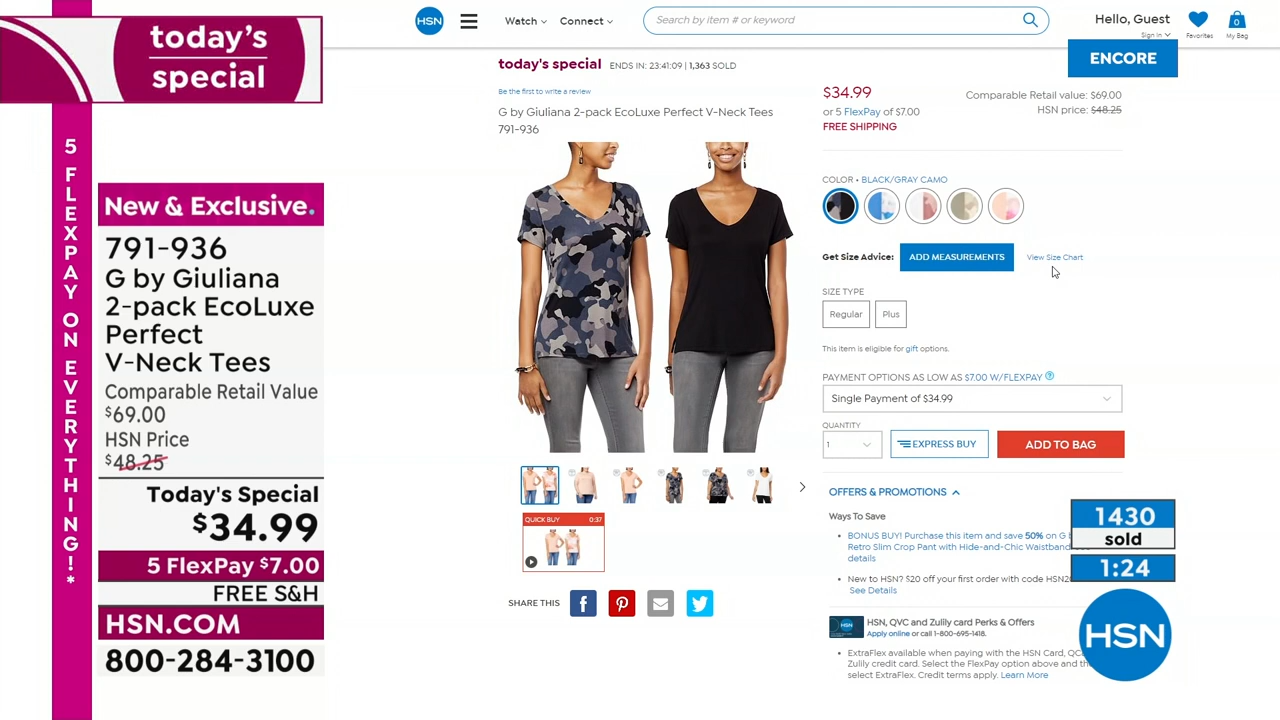 today's
special
5 FLEXPAY ON EVERYTHING!*
New & Exclusive.
791-936
G by Giuliana
2-pack EcoLuxe
Perfect
V-Neck Tees
Comparable Retail Value
$69.00
HSN Price
$48.25
Today's Special
$34.99
5 FlexPay $7.00
FREE S&H
HSN.COM
800-284-3100
HSN
Watch
Connect
Search by item # or keyword
Hello, Guest
Sign in
Favorites
0
My Bag
ENCORE
today's special ENDS IN: 23:41:09 | 1,363 SOLD
Be the first to write a review
G by Giuliana 2-pack EcoLuxe Perfect V-Neck Tees
791-936
QUICK BUY 0:37
SHARE THIS
$34.99
or 5 FlexPay of $7.00
FREE SHIPPING
Comparable Retail value: $69.00
HSN price: $48.25
COLOR • BLACK/GRAY CAMO
Get Size Advice: ADD MEASUREMENTS View Size Chart
SIZE TYPE
Regular Plus
This item is eligible for gift options.
PAYMENT OPTIONS AS LOW AS $7.00 W/FLEXPAY ?
Single Payment of $34.99
QUANTITY
1
EXPRESS BUY
ADD TO BAG
OFFERS & PROMOTIONS
Ways To Save
• BONUS BUY! Purchase this item and save 50% on G
Retro Slim Crop Pant with Hide-and-Chic Waistband
details
• New to HSN? $20 off your first order with code HSN20
See Details
HSN, QVC and Zulily card Perks & Offers
Apply online or call 1-800-695-1418.
• ExtraFlex available when paying with the HSN Card,
Zulily credit card. Select the FlexPay option above and
select ExtraFlex. Credit terms apply. Learn More
1430
sold
1:24
HSN